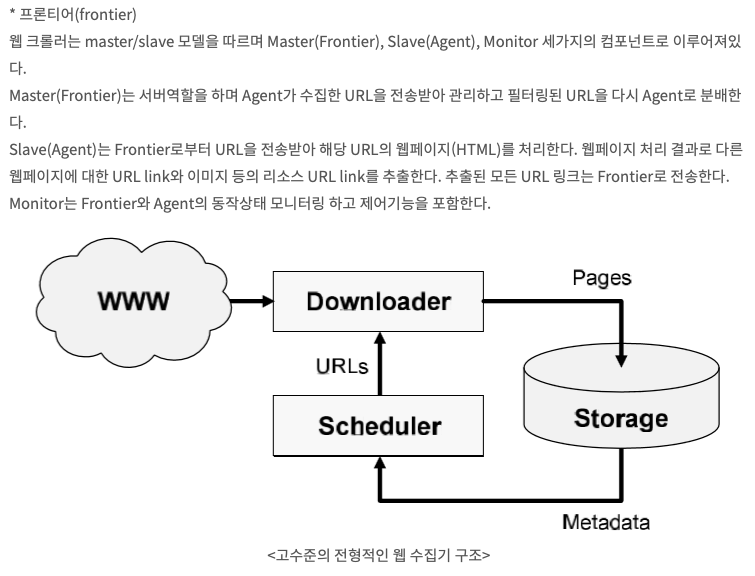 * 프론티어(frontier)
웹 크롤러는 master/slave 모델을 따르며 Master(Frontier), Slave(Agent), Monitor 세가지의 컴포넌트로 이루어져있
다.
Master(Frontier)는 서버역할을 하며 Agent가 수집한 URL을 전송받아 관리하고 필터링된 URL을 다시 Agent로 분배한
다.
Slave(Agent)는 Frontier로부터 URL을 전송받아 해당 URL의 웹페이지(HTML)를 처리한다. 웹페이지 처리 결과로 다른
웹페이지에 대한 URL link와 이미지 등의 리소스 URL link를 추출한다. 추출된 모든 URL 링크는 Frontier로 전송한다.
Monitor는 Frontier와 Agent의 동작상태 모니터링 하고 제어기능을 포함한다.
Pages
WWW
Downloader
URLs
Storage
Scheduler
Metadata
<고수준의 전형적인 웹 수집기 구조>